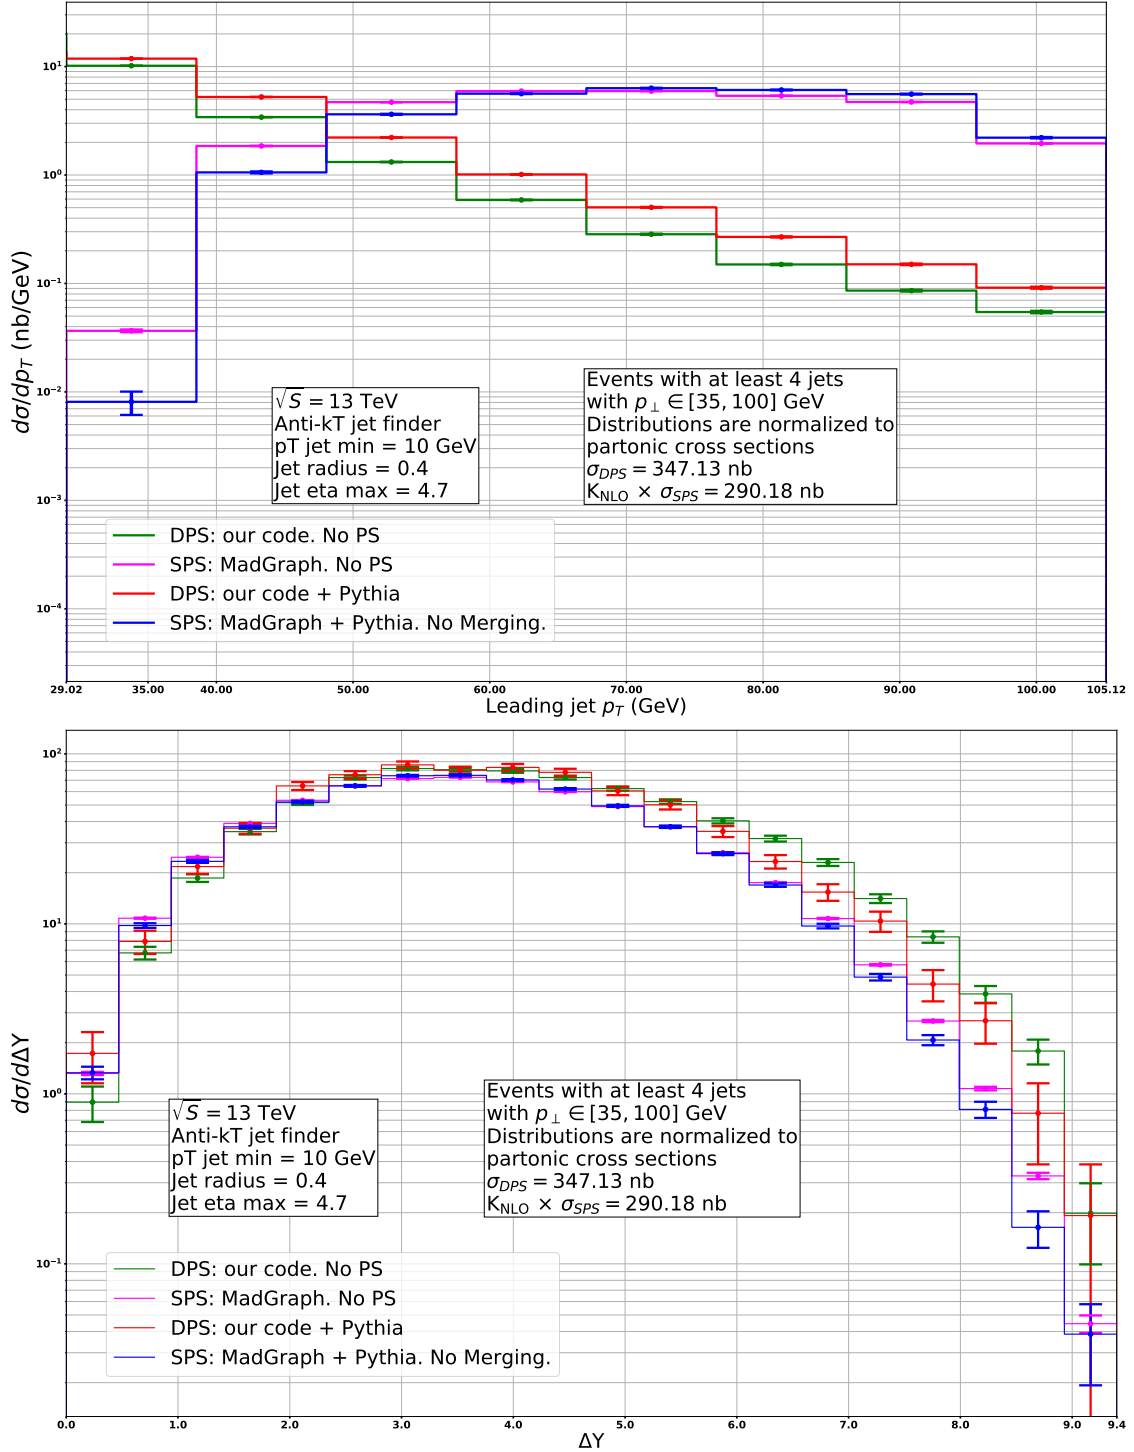 10¹
10⁰
10⁻¹
10⁻²
10⁻³
10⁻⁴
dσ/dp_T (nb/GeV)
√S = 13 TeV
Anti-kT jet finder
pT jet min = 10 GeV
Jet radius = 0.4
Jet eta max = 4.7
Events with at least 4 jets
with p⊥ ∈ [35, 100] GeV
Distributions are normalized to
partonic cross sections
σ_DPS = 347.13 nb
K_NLO × σ_SPS = 290.18 nb
DPS: our code. No PS
SPS: MadGraph. No PS
DPS: our code + Pythia
SPS: MadGraph + Pythia. No Merging.
29.02 35.00 40.00 50.00 60.00 70.00 80.00 90.00 100.00 105.12
Leading jet p_T (GeV)
10²
10¹
10⁰
10⁻¹
dσ/dΔY
√S = 13 TeV
Anti-kT jet finder
pT jet min = 10 GeV
Jet radius = 0.4
Jet eta max = 4.7
Events with at least 4 jets
with p⊥ ∈ [35, 100] GeV
Distributions are normalized to
partonic cross sections
σ_DPS = 347.13 nb
K_NLO × σ_SPS = 290.18 nb
DPS: our code. No PS
SPS: MadGraph. No PS
DPS: our code + Pythia
SPS: MadGraph + Pythia. No Merging.
0.0 1.0 2.0 3.0 4.0 5.0 6.0 7.0 8.0 9.0 9.4
ΔY